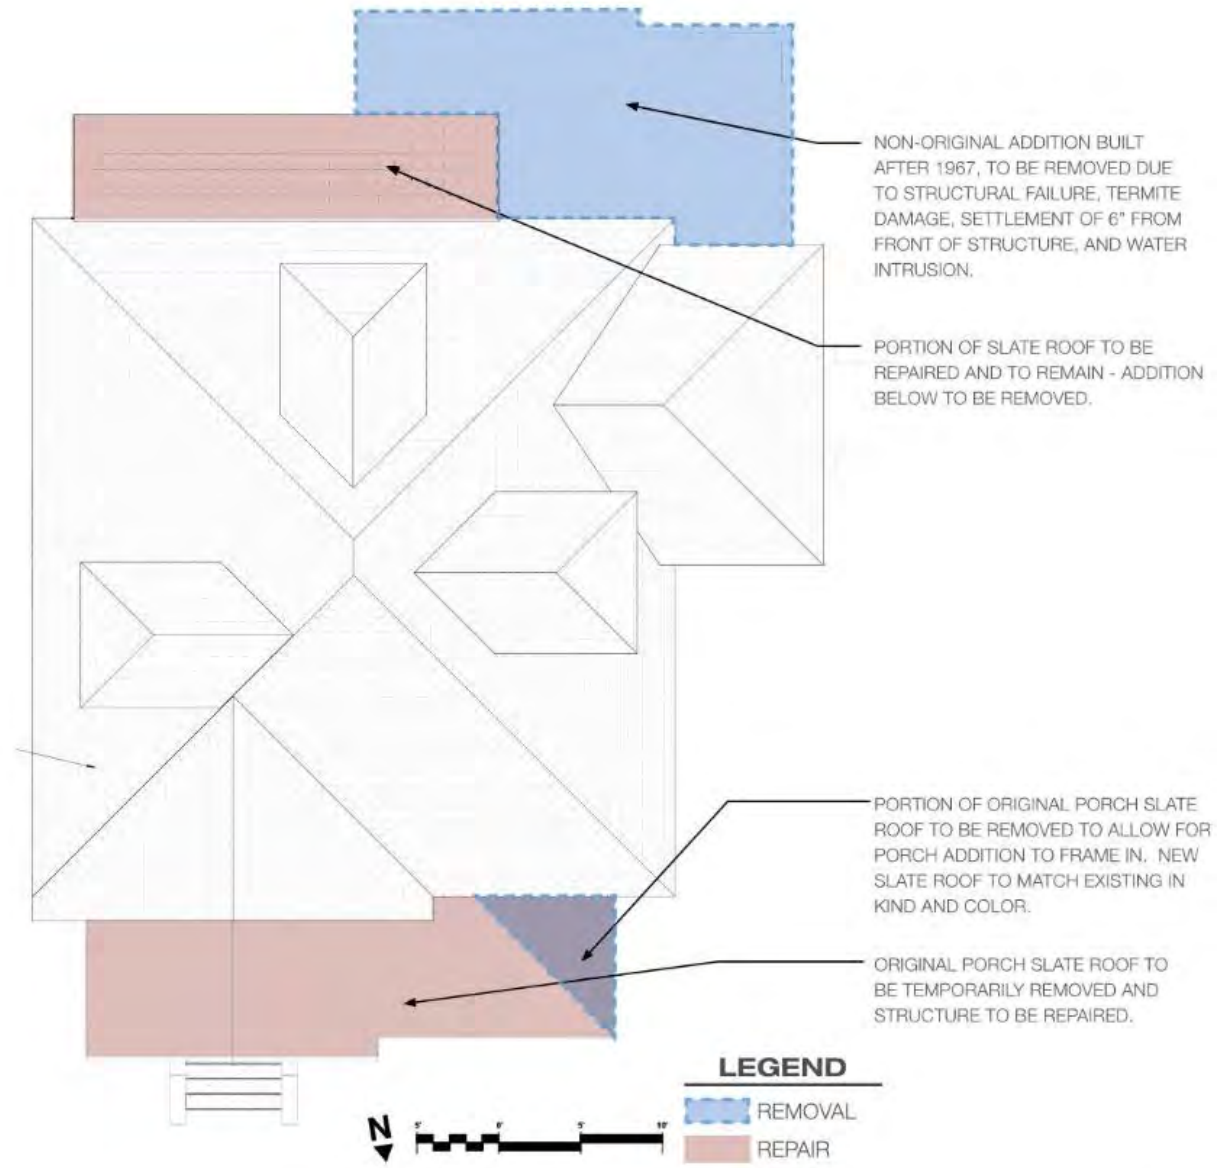 NON-ORIGINAL ADDITION BUILT
AFTER 1967, TO BE REMOVED DUE
TO STRUCTURAL FAILURE, TERMITE
DAMAGE, SETTLEMENT OF 6" FROM
FRONT OF STRUCTURE, AND WATER
INTRUSION.
PORTION OF SLATE ROOF TO BE
REPAIRED AND TO REMAIN - ADDITION
BELOW TO BE REMOVED.
PORTION OF ORIGINAL PORCH SLATE
ROOF TO BE REMOVED TO ALLOW FOR
PORCH ADDITION TO FRAME IN. NEW
SLATE ROOF TO MATCH EXISTING IN
KIND AND COLOR.
ORIGINAL PORCH SLATE ROOF TO
BE TEMPORARILY REMOVED AND
STRUCTURE TO BE REPAIRED.
LEGEND
REMOVAL
REPAIR
N
5' 0' 5' 10'